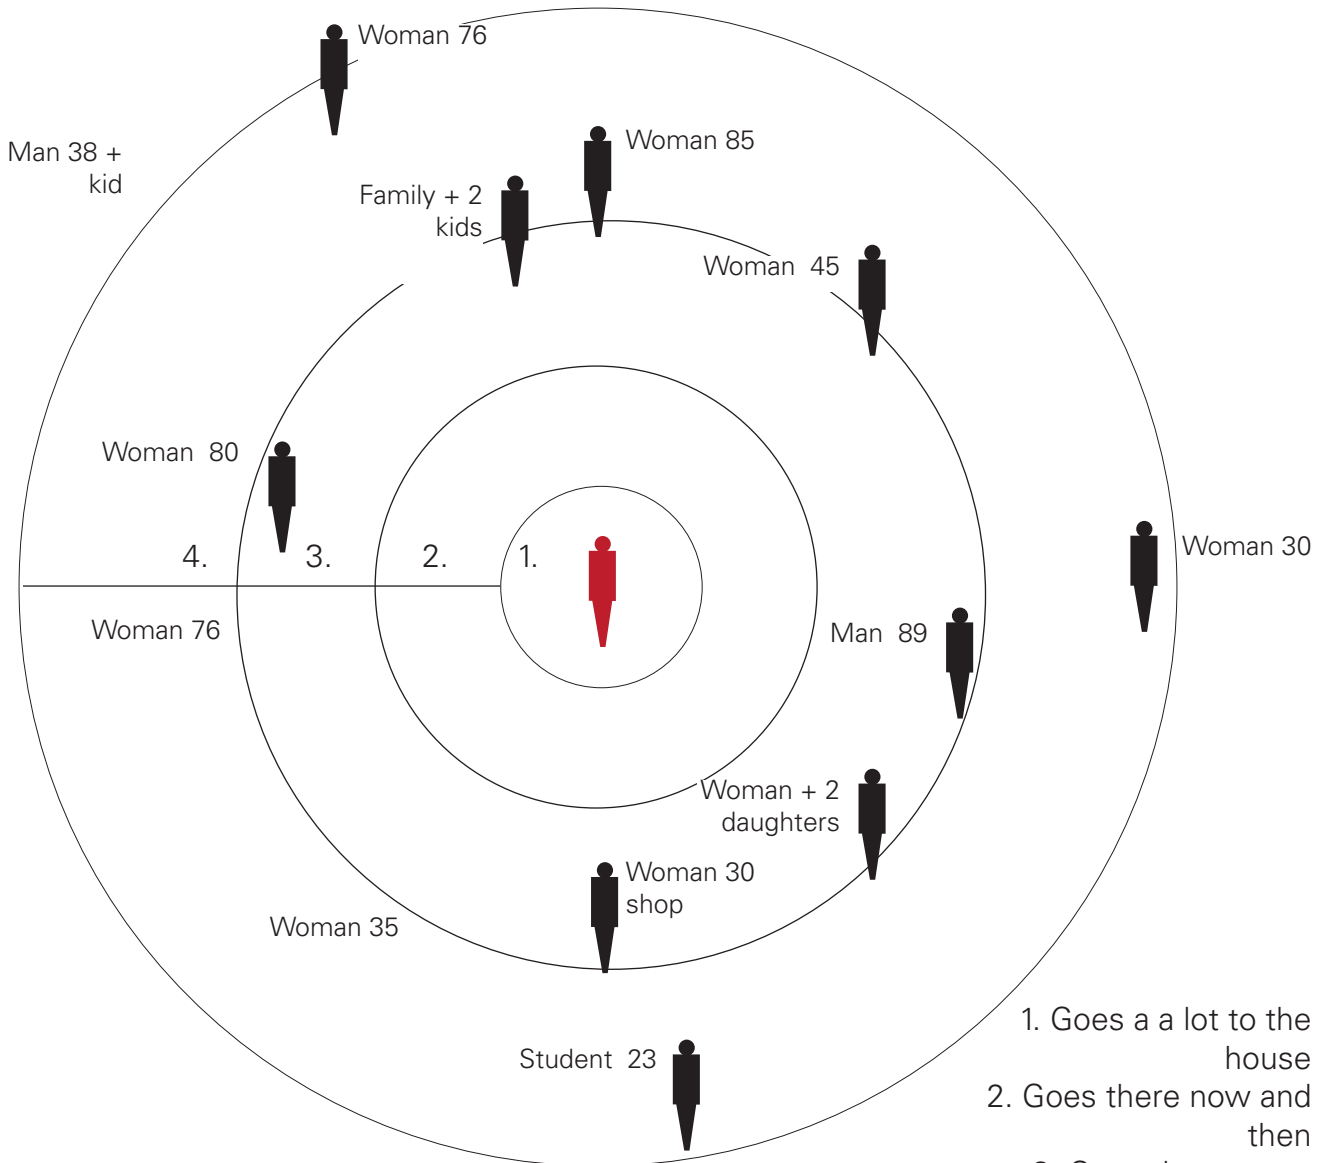 Woman 76
Man 38 +
kid
Woman 85
Family + 2
kids
Woman  45
Woman  80
4.
3.
2.
1.
Woman 30
Woman 76
Man  89
Woman + 2
daughters
Woman 30
shop
Woman 35
Student  23
1. Goes a a lot to the
house
2. Goes there now and
then